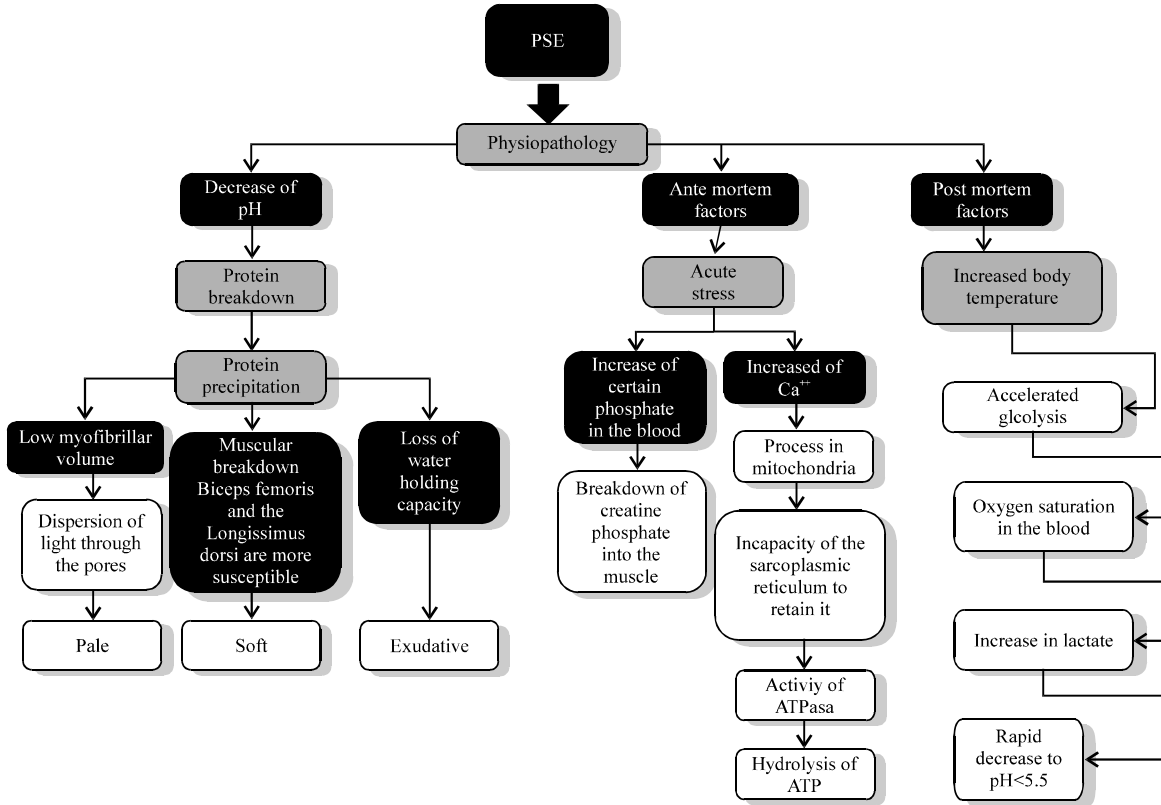 PSE
Physiopathology
Decrease of
pH
Protein
breakdown
Protein
precipitation
Low myofibrillar
volume
Dispersion of
light through
the pores
Pale
Muscular
breakdown
Biceps femoris
and the
Longissimus
dorsi are more
susceptible
Soft
Loss of
water
holding
capacity
Exudative
Ante mortem
factors
Acute
stress
Increase of
certain
phosphate
in the blood
Breakdown of
creatine
phosphate
into the
muscle
Increased of
Ca++
Process in
mitochondria
Incapacity of the
sarcoplasmic
reticulum to
retain it
Activiy of
ATPasa
Hydrolysis of
ATP
Post mortem
factors
Increased body
temperature
Accelerated
glcolysis
Oxygen saturation
in the blood
Increase in lactate
Rapid
decrease to
pH<5.5